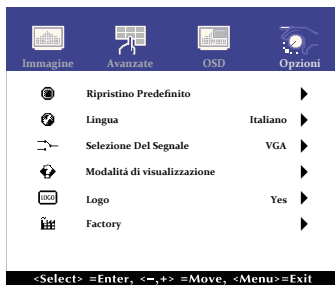 Immagine Avanzate OSD Opzioni
Ripristino Predefinito
Lingua Italiano
Selezione Del Segnale VGA
Modalitá di visualizzazione
LOGO Logo Yes
Factory
<Select> =Enter, <−,+> =Move, <Menu>=Exit